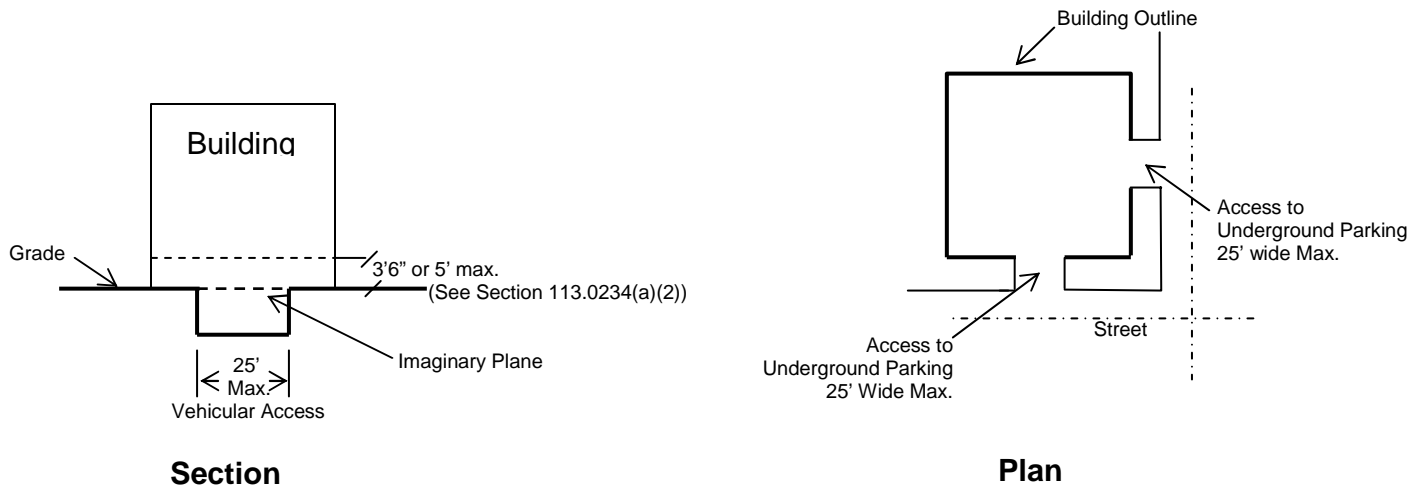 Building
Grade
3’6” or 5’ max.
(See Section 113.0234(a)(2))
Imaginary Plane
25’
Max.
Vehicular Access
Section
Building Outline
Access to
Underground Parking
25’ wide Max.
Street
Access to
Underground Parking
25’ Wide Max.
Plan